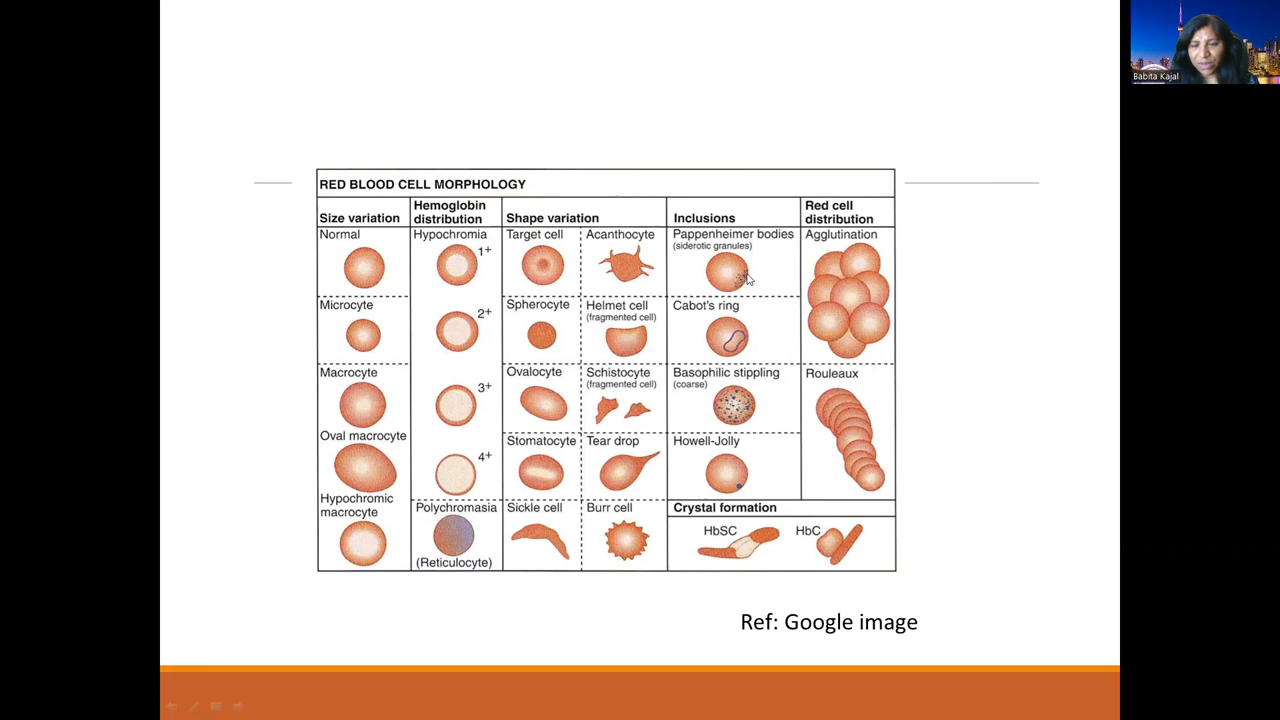 Babita Kajal
RED BLOOD CELL MORPHOLOGY
Size variation
Hemoglobin
distribution
Shape variation
Inclusions
Red cell
distribution
Normal
Hypochromia
1+
Target cell
Acanthocyte
Pappenheimer bodies
(siderotic granules)
Agglutination
Microcyte
2+
Spherocyte
Helmet cell
(fragmented cell)
Cabot's ring
Macrocyte
3+
Ovalocyte
Schistocyte
(fragmented cell)
Basophilic stippling
(coarse)
Rouleaux
Oval macrocyte
4+
Stomatocyte
Tear drop
Howell-Jolly
Hypochromic
macrocyte
Polychromasia
(Reticulocyte)
Sickle cell
Burr cell
Crystal formation
HbSC
HbC
Ref: Google image